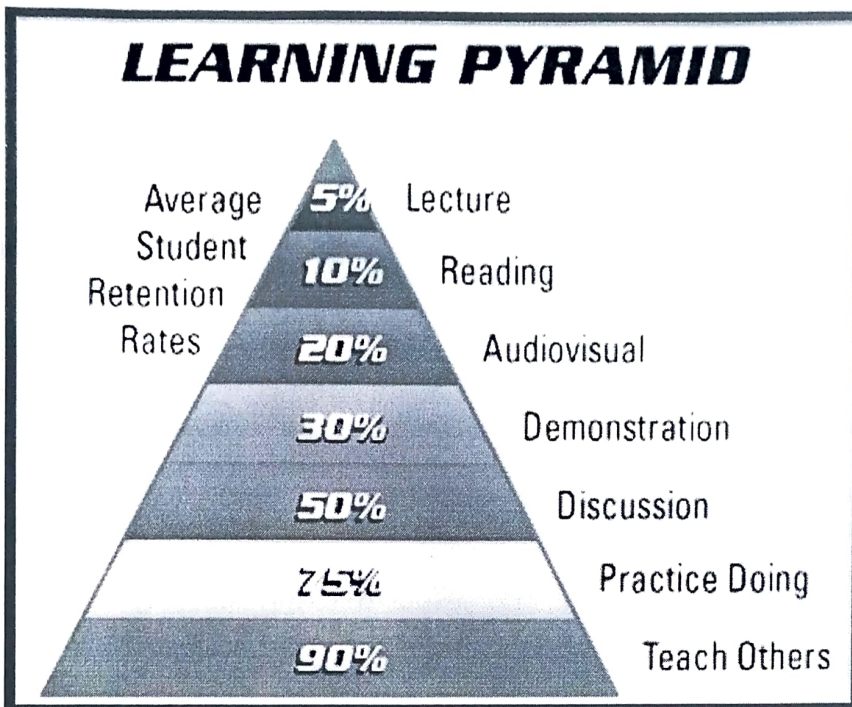 LEARNING PYRAMID
Average 5% Lecture
Student
10% Reading
Retention
Rates 20% Audiovisual
30% Demonstration
50% Discussion
75% Practice Doing
90% Teach Others